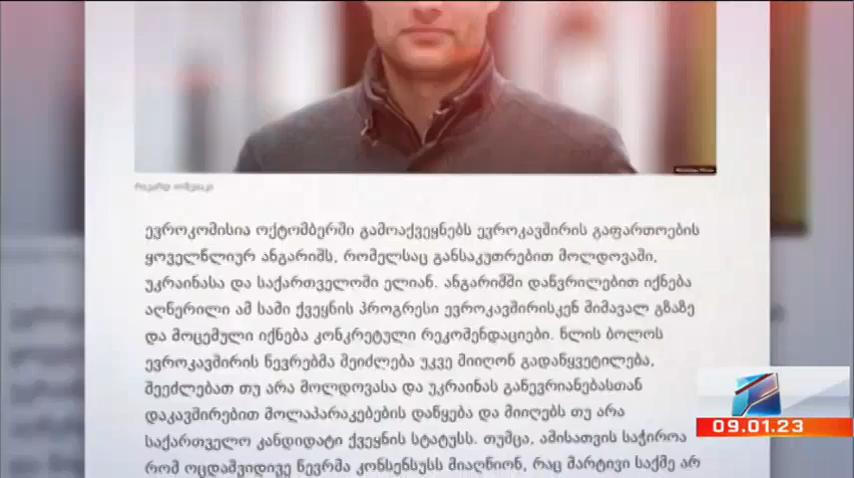 ევროკომისია ოქტომბერში გამოაქვეყნებს ევროკავშირის გაფართოების
ყოველწლიურ ანგარიშს, რომელსაც განსაკუთრებით მოლდოვაში,
უკრაინასა და საქართველოში ელიან. ანგარიშში დაწვრილებით იქნება
აღწერილი ამ სამი ქვეყნის პროგრესი ევროკავშირისკენ მიმავალ გზაზე
და მოცემული იქნება კონკრეტული რეკომენდაციები. წლის ბოლოს
ევროკავშირის წევრებმა შეიძლება უკვე მიიღონ გადაწყვეტილება,
შეეძლებათ თუ არა მოლდოვასა და უკრაინას გაწევრიანებასთან
დაკავშირებით მოლაპარაკებების დაწყება და მიიღებს თუ არა
საქართველო კანდიდატი ქვეყნის სტატუსს. თუმცა, ამისათვის საჭიროა
რომ ოცდაშვიდივე წევრმა კონსენსუსს მიაღწიონ, რაც მარტივი საქმე არ
09.01.23